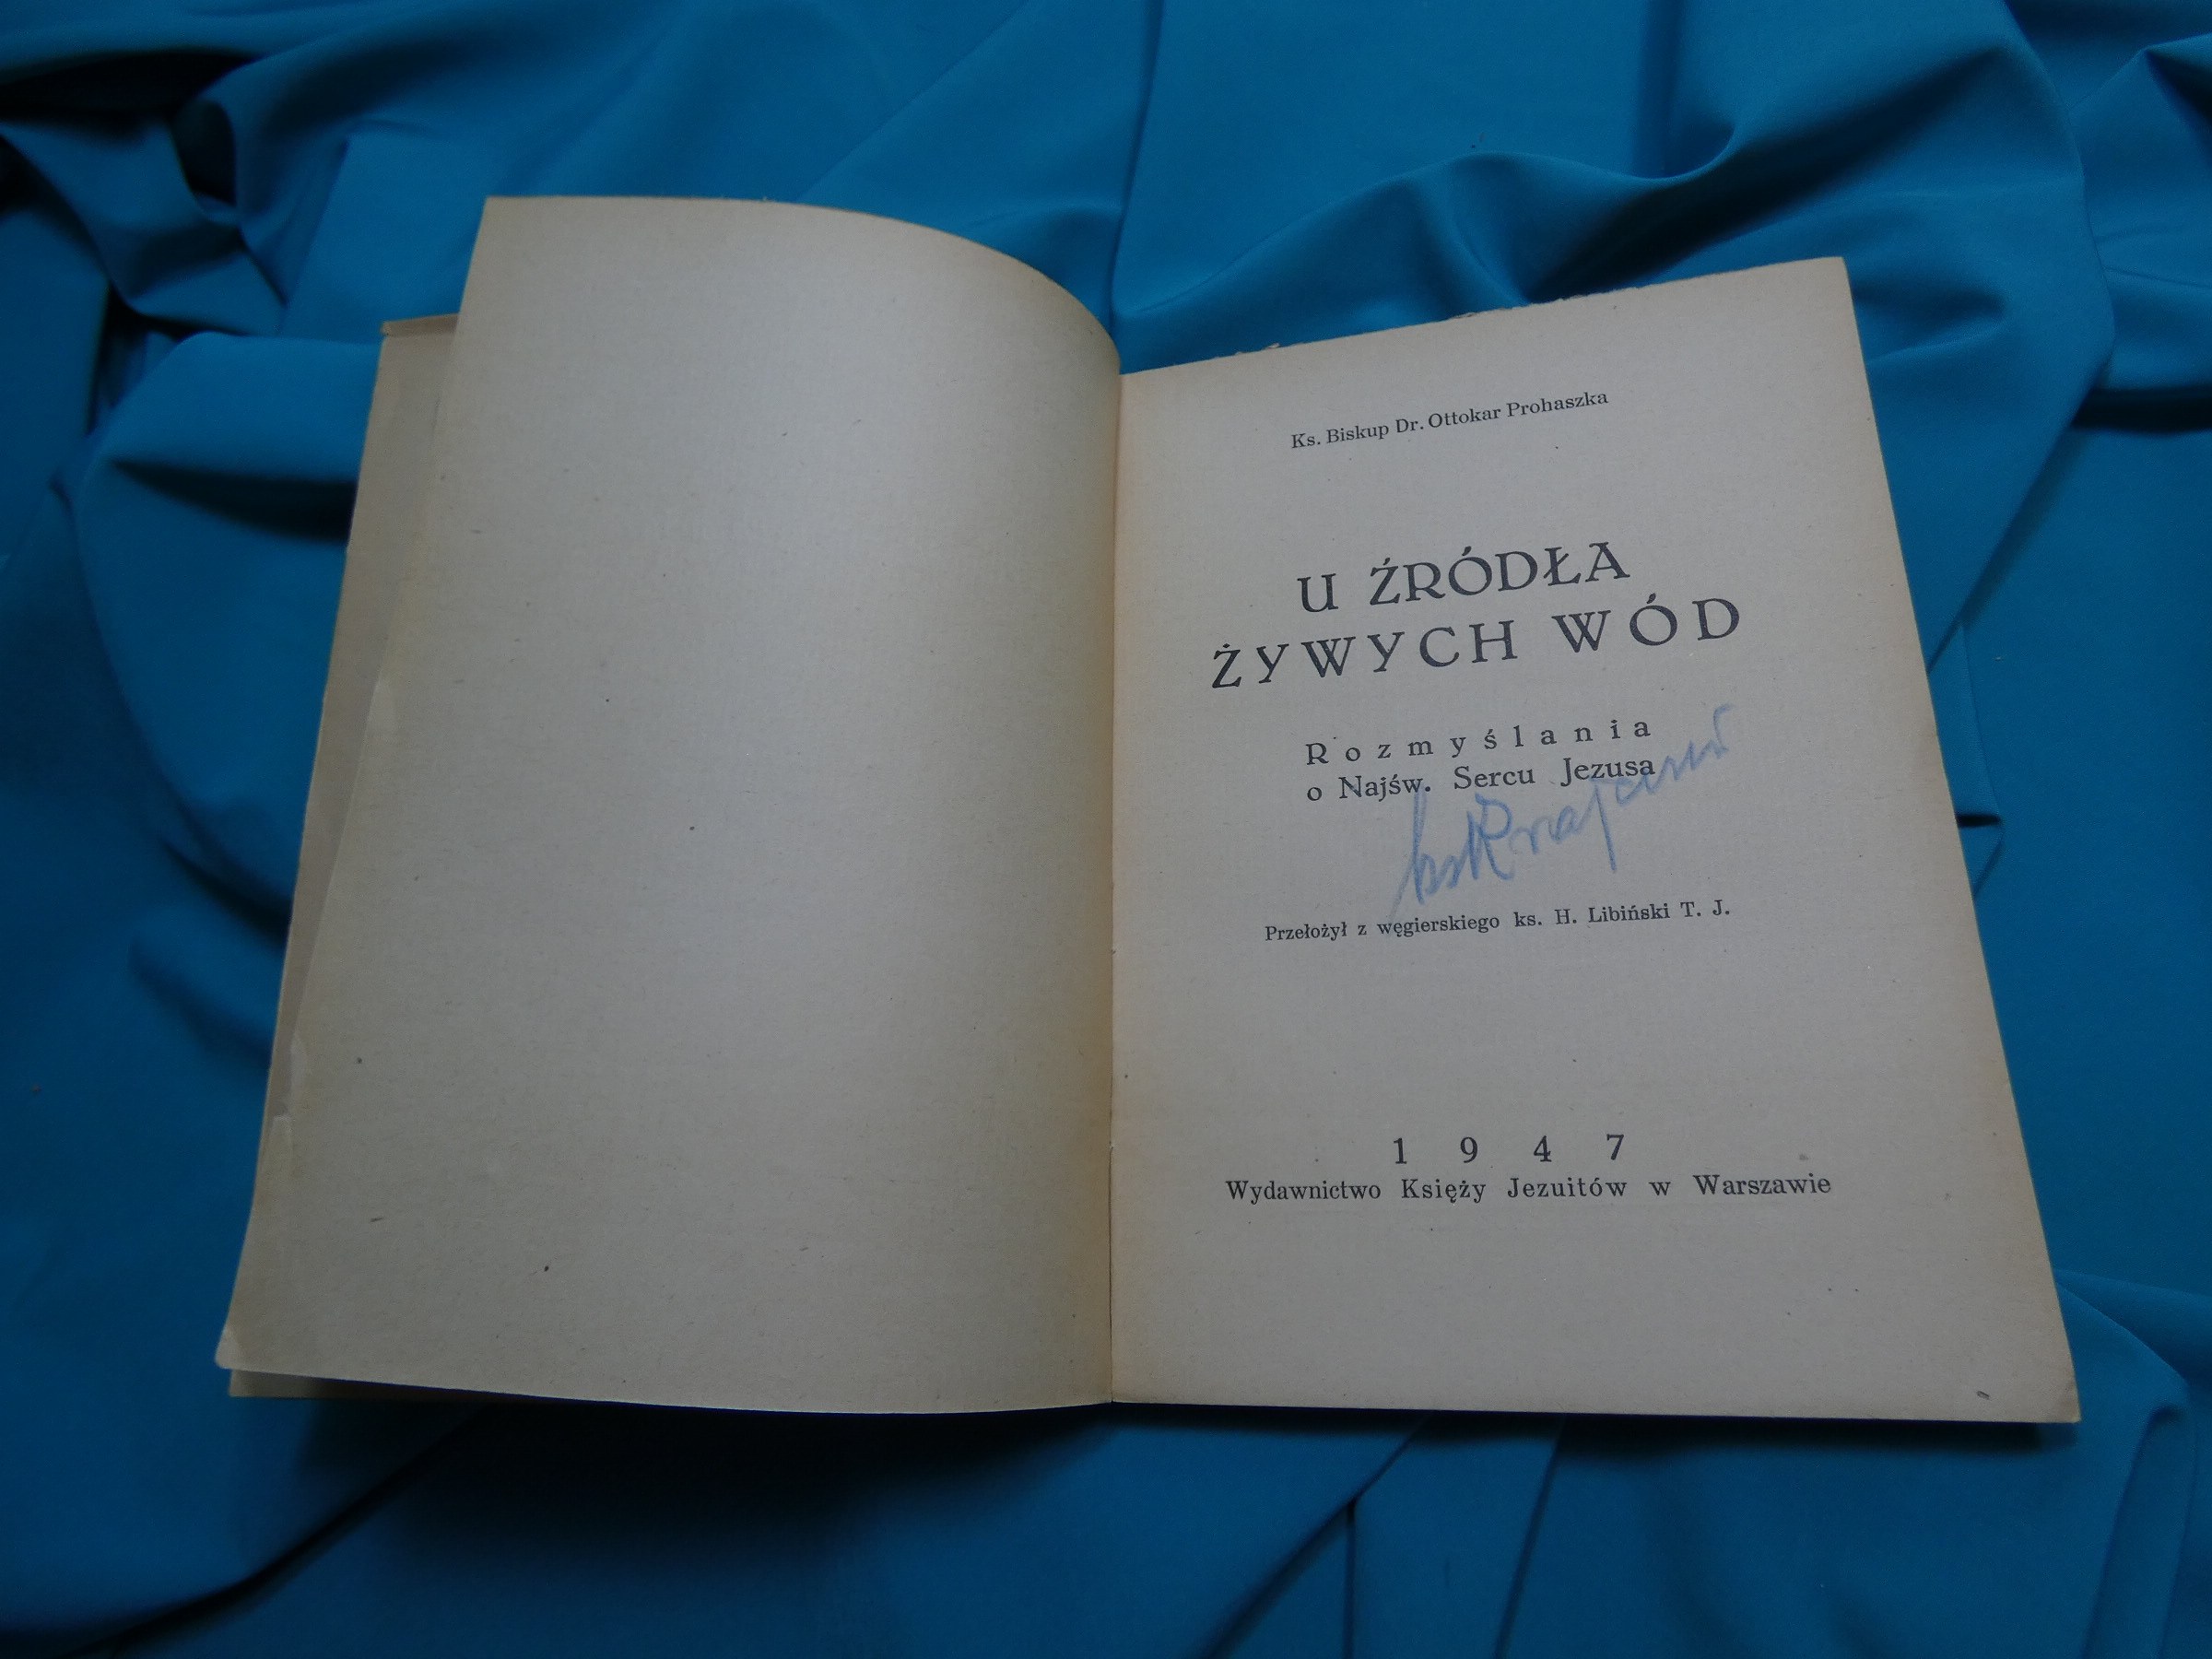 Ks. Biskup Dr. Ottokar Prohaszka
U ŹRÓDŁA
ŻYWYCH WÓD
Rozmyślania
o Najśw. Sercu Jezusa
Przełożył z węgierskiego ks. H. Libiński T. J.
1947
Wydawnictwo Księży Jezuitów w Warszawie